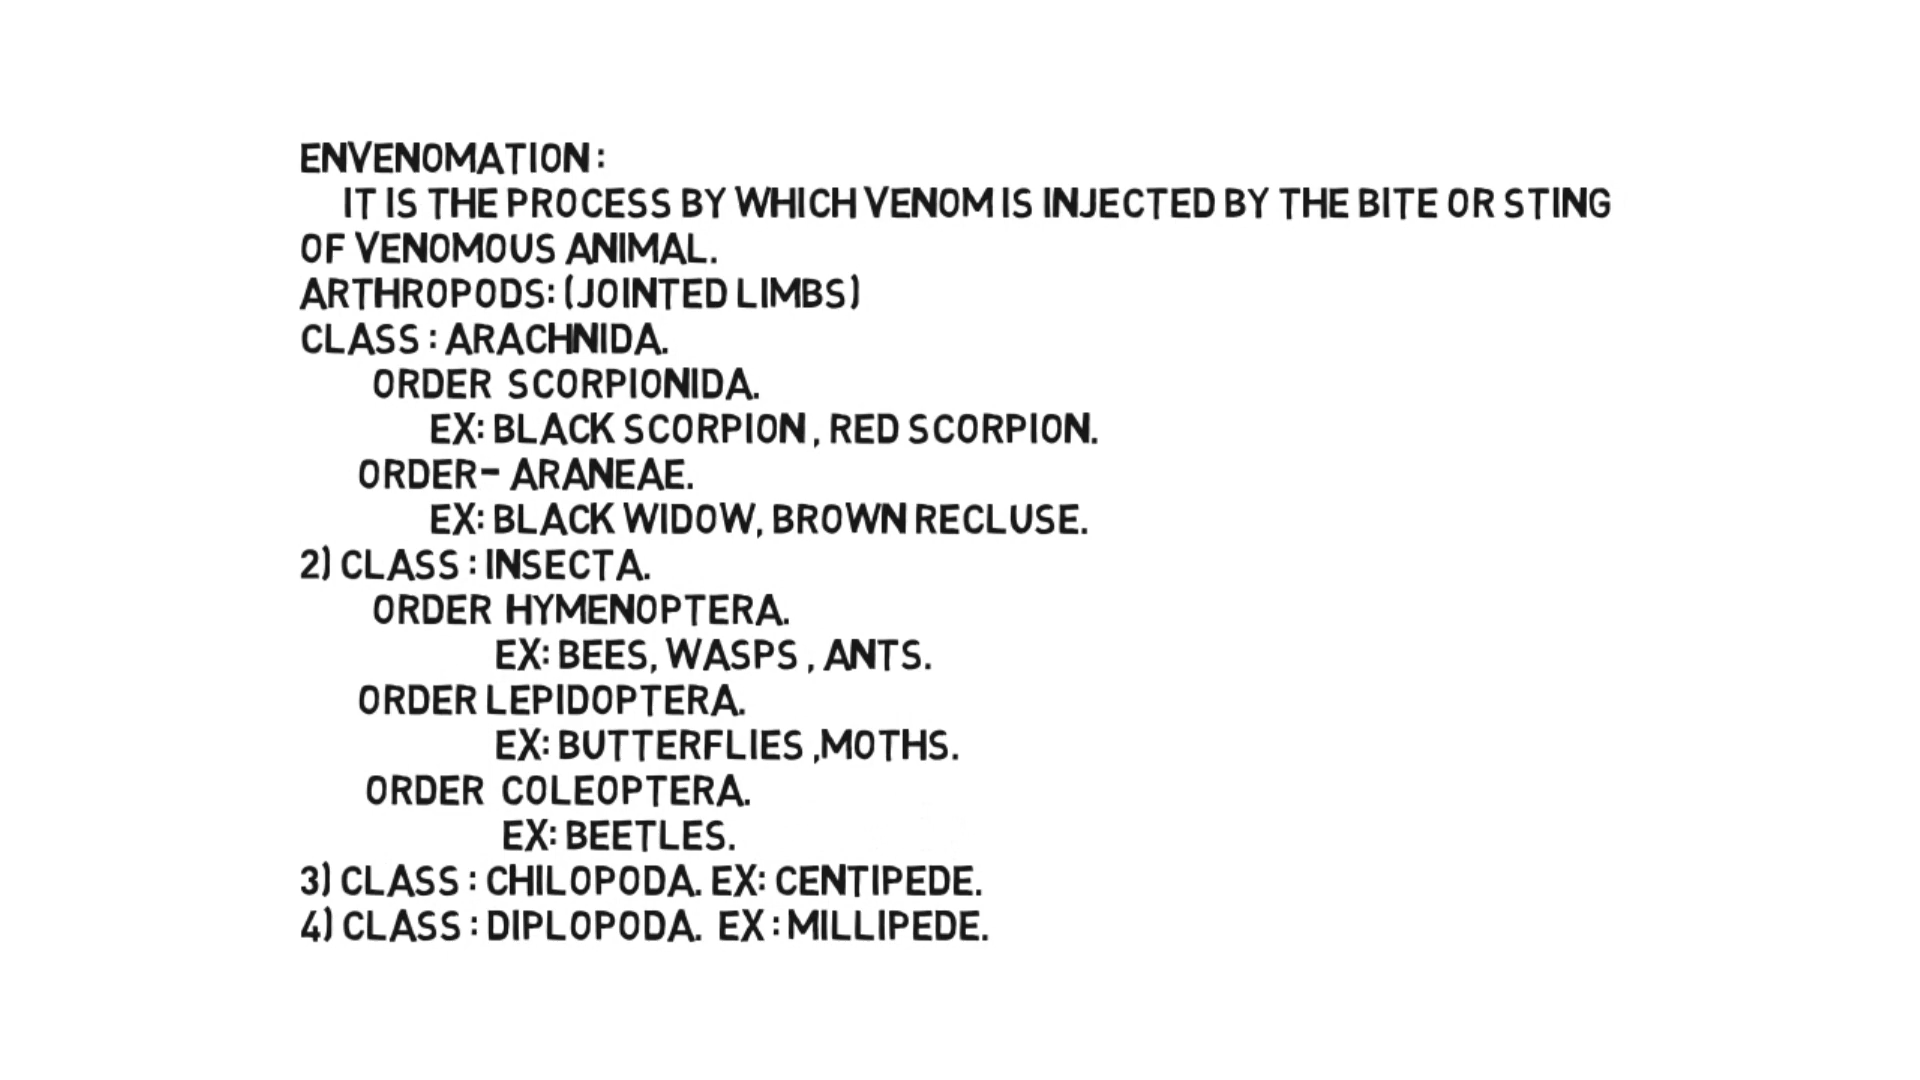 ENVENOMATION:
IT IS THE PROCESS BY WHICH VENOM IS INJECTED BY THE BITE OR STING
OF VENOMOUS ANIMAL.
ARTHROPODS: (JOINTED LIMBS)
CLASS : ARACHNIDA.
ORDER SCORPIONIDA.
EX: BLACK SCORPION, RED SCORPION.
ORDER- ARANEAE.
EX: BLACK WIDOW, BROWN RECLUSE.
2) CLASS : INSECTA.
ORDER HYMENOPTERA.
EX: BEES, WASPS , ANTS.
ORDER LEPIDOPTERA.
EX: BUTTERFLIES ,MOTHS.
ORDER COLEOPTERA.
EX: BEETLES.
3) CLASS : CHILOPODA. EX: CENTIPEDE.
4) CLASS : DIPLOPODA. EX : MILLIPEDE.